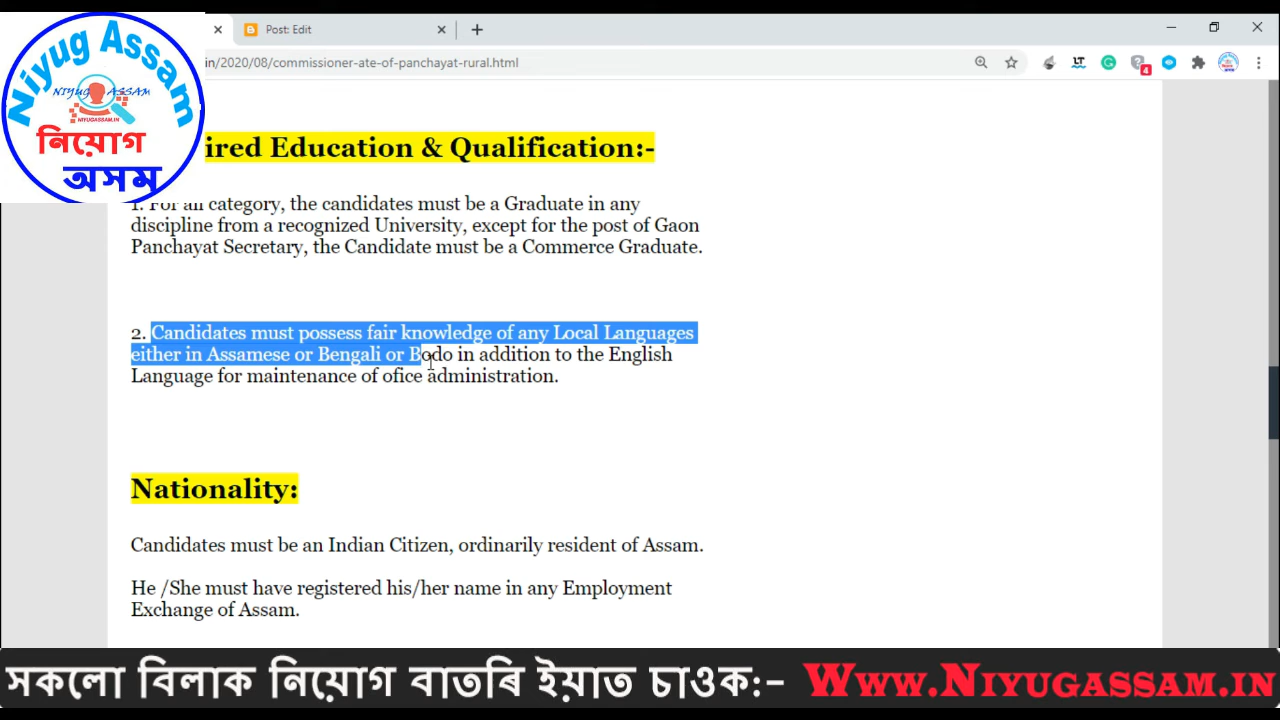 Post: Edit
in/2020/08/commissioner-ate-of-panchayat-rural.html
LT
4
Niyug Assam
NIYUG ASSAM
NIYUGASSAM.IN
নিয়োগ
অসম
ired Education & Qualification:-
1. For all category, the candidates must be a Graduate in any
discipline from a recognized University, except for the post of Gaon
Panchayat Secretary, the Candidate must be a Commerce Graduate.
2. Candidates must possess fair knowledge of any Local Languages
either in Assamese or Bengali or Bodo in addition to the English
Language for maintenance of ofice administration.
Nationality:
Candidates must be an Indian Citizen, ordinarily resident of Assam.
He /She must have registered his/her name in any Employment
Exchange of Assam.
সকলো বিলাক নিয়োগ বাতৰি ইয়াত চাওক:- WWW.NIYUGASSAM.IN